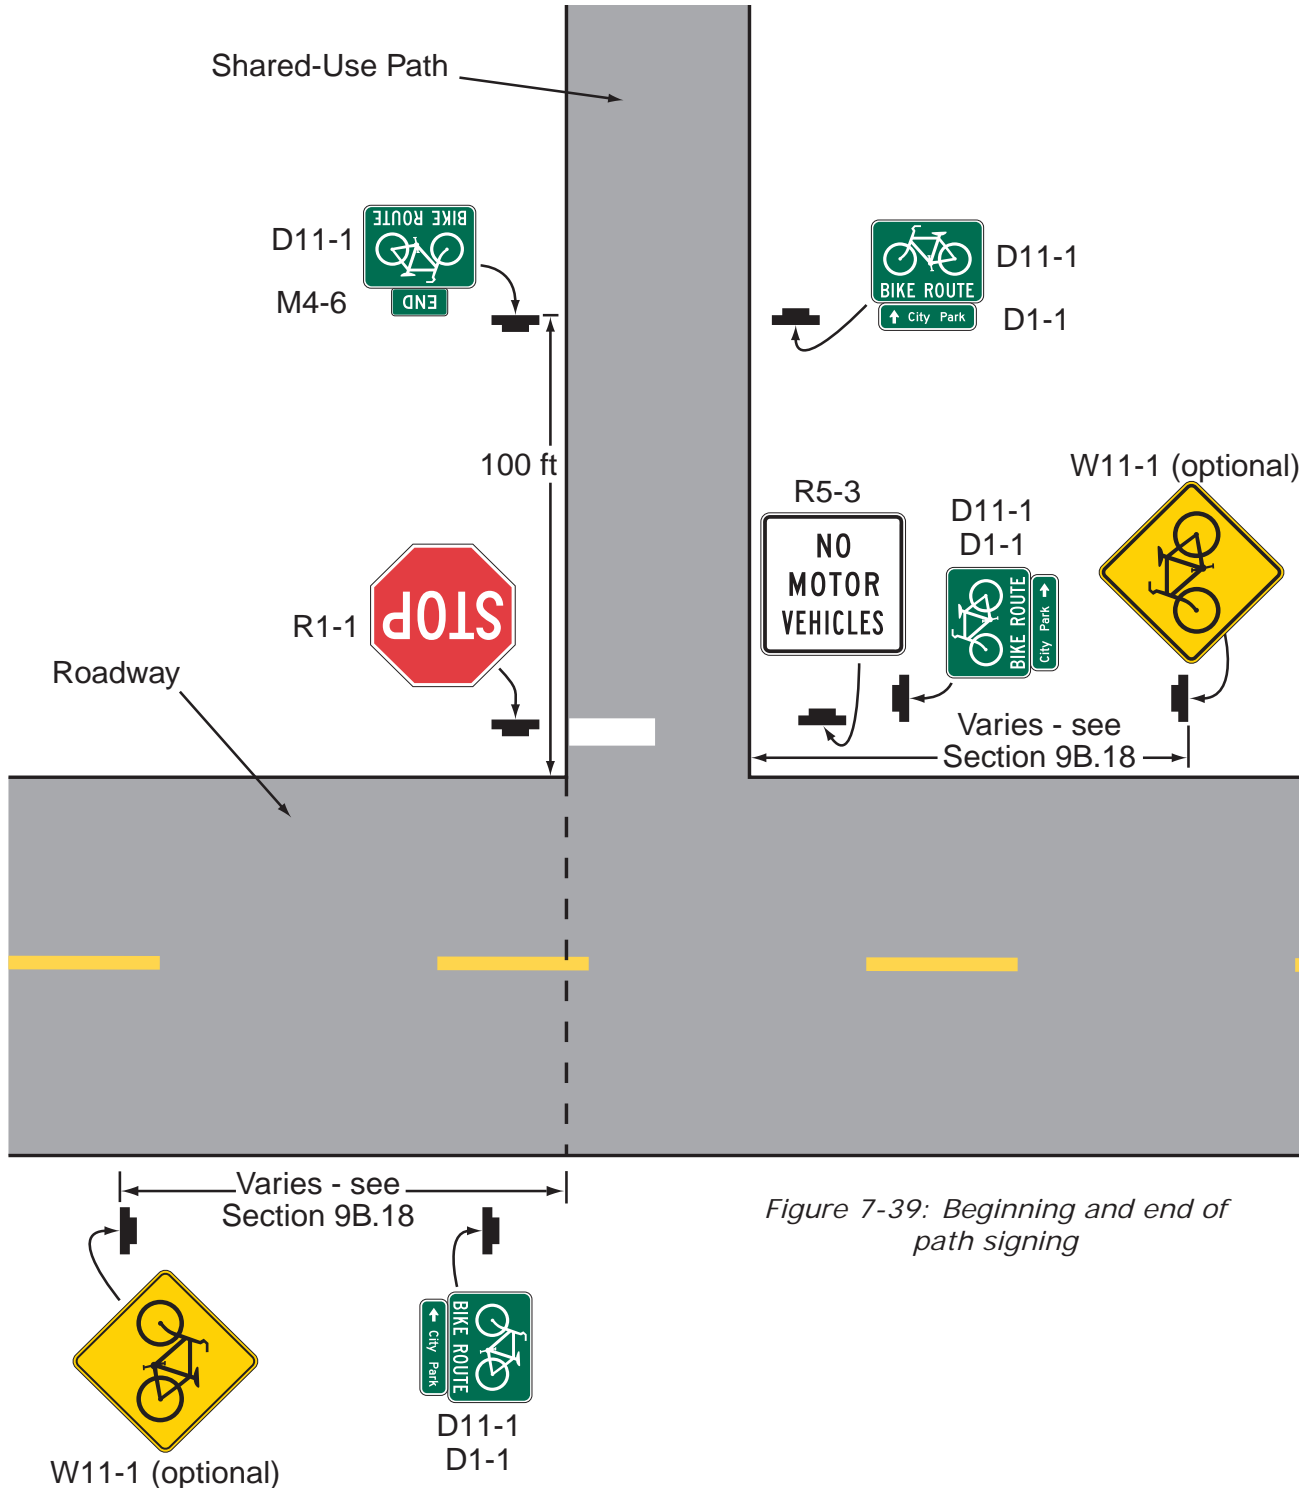 Shared-Use Path
D11-1
BIKE ROUTE
M4-6
END
BIKE ROUTE
D11-1
City Park
D1-1
100 ft
R5-3
NO
MOTOR
VEHICLES
D11-1
D1-1
BIKE ROUTE
City Park
W11-1 (optional)
R1-1
STOP
Roadway
Varies - see
Section 9B.18
Varies - see
Section 9B.18
Figure 7-39: Beginning and end of
path signing
City Park
BIKE ROUTE
D11-1
D1-1
W11-1 (optional)